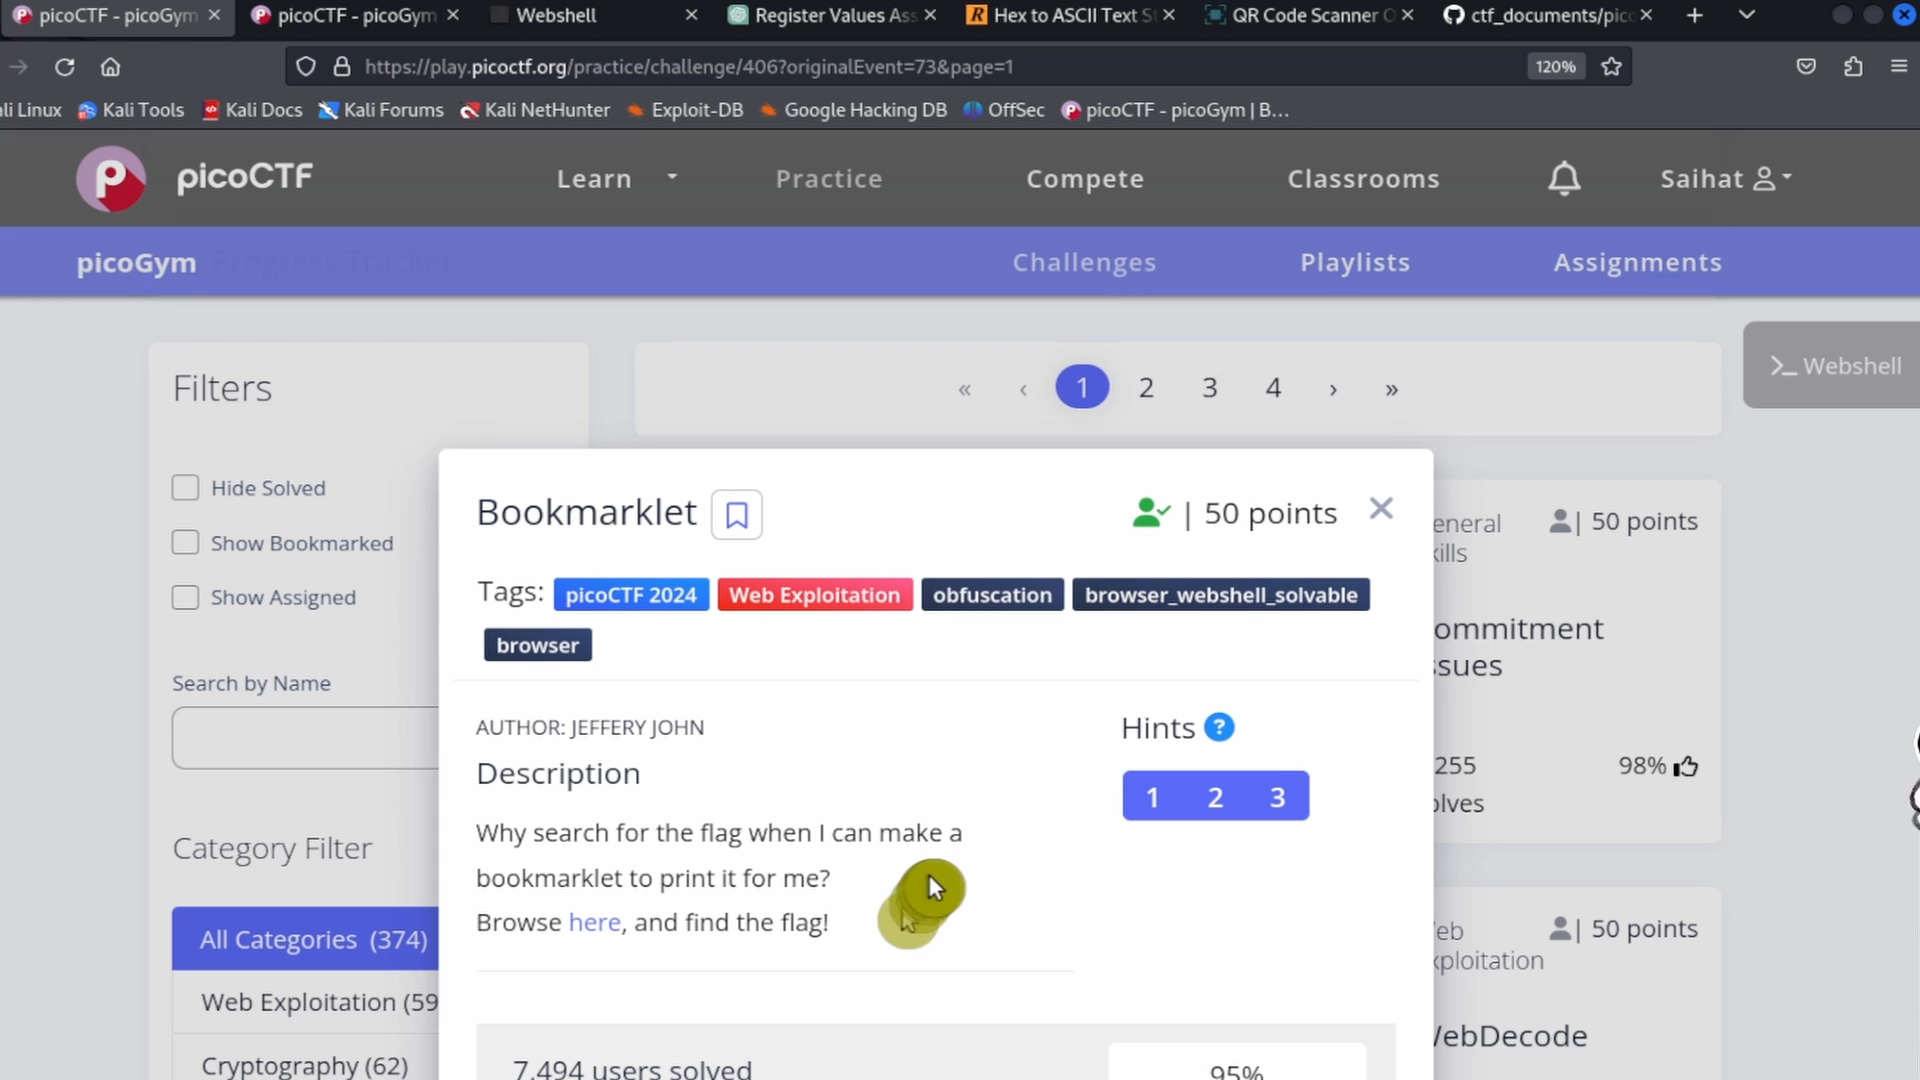 picoCTF - picoGym
picoCTF - picoGym
Webshell
Register Values Ass
Hex to ASCII Text St
QR Code Scanner O
ctf_documents/pico
https://play.picoctf.org/practice/challenge/406?originalEvent=73&page=1
120%
ali Linux
Kali Tools
Kali Docs
Kali Forums
Kali NetHunter
Exploit-DB
Google Hacking DB
OffSec
picoCTF - picoGym | B...
picoCTF
Learn
Practice
Compete
Classrooms
Saihat
picoGym
Progress Tracker
Challenges
Playlists
Assignments
Filters
« ‹ 1 2 3 4 › »
Webshell
Hide Solved
Show Bookmarked
Show Assigned
Search by Name
Category Filter
All Categories (374)
Web Exploitation (59
Cryptography (62)
Bookmarklet
| 50 points
Tags: picoCTF 2024 Web Exploitation obfuscation browser_webshell_solvable
browser
AUTHOR: JEFFERY JOHN
Description
Why search for the flag when I can make a
bookmarklet to print it for me?
Browse here, and find the flag!
Hints ?
1 2 3
7,494 users solved
95%
eneral
kills
| 50 points
ommitment
ssues
255
olves
98%
eb
xploitation
| 50 points
WebDecode